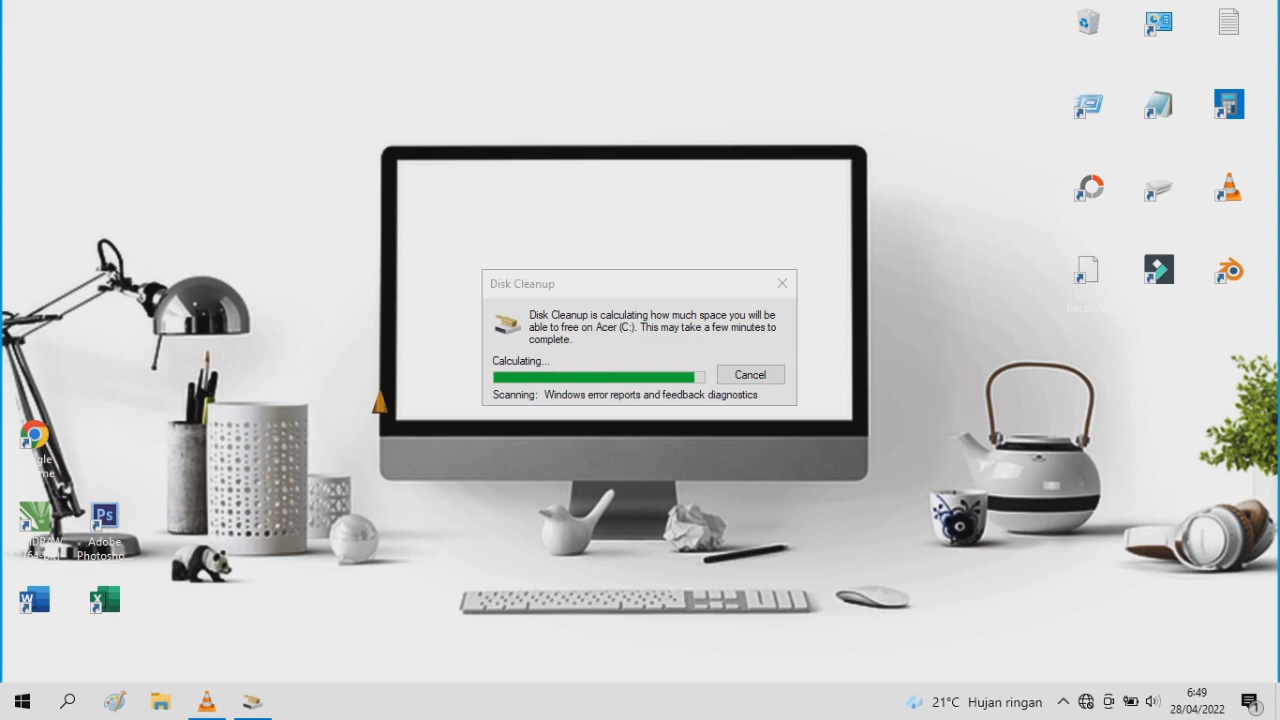 Disk Cleanup
Disk Cleanup is calculating how much space you will be
able to free on Acer (C:). This may take a few minutes to
complete.
Calculating...
Cancel
Scanning: Windows error reports and feedback diagnostics
Adobe
Photosho...
Ps
W
X
21°C Hujan ringan
6:49
28/04/2022
1